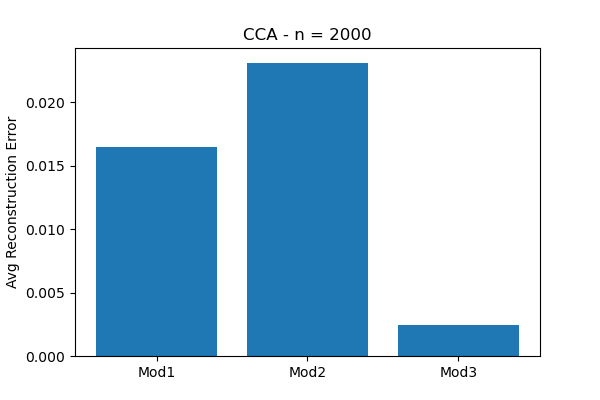 CCA - n = 2000
Avg Reconstruction Error
0.020
0.015
0.010
0.005
0.000
Mod1 Mod2 Mod3